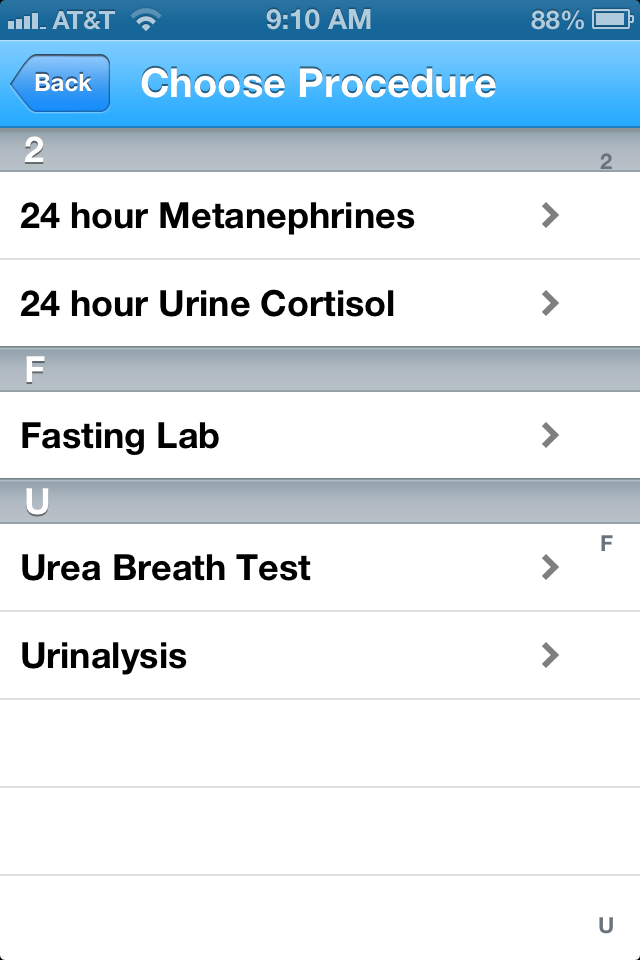 AT&T 9:10 AM 88%
Back Choose Procedure
2
2
24 hour Metanephrines
24 hour Urine Cortisol
F
Fasting Lab
U
F
Urea Breath Test
Urinalysis
U